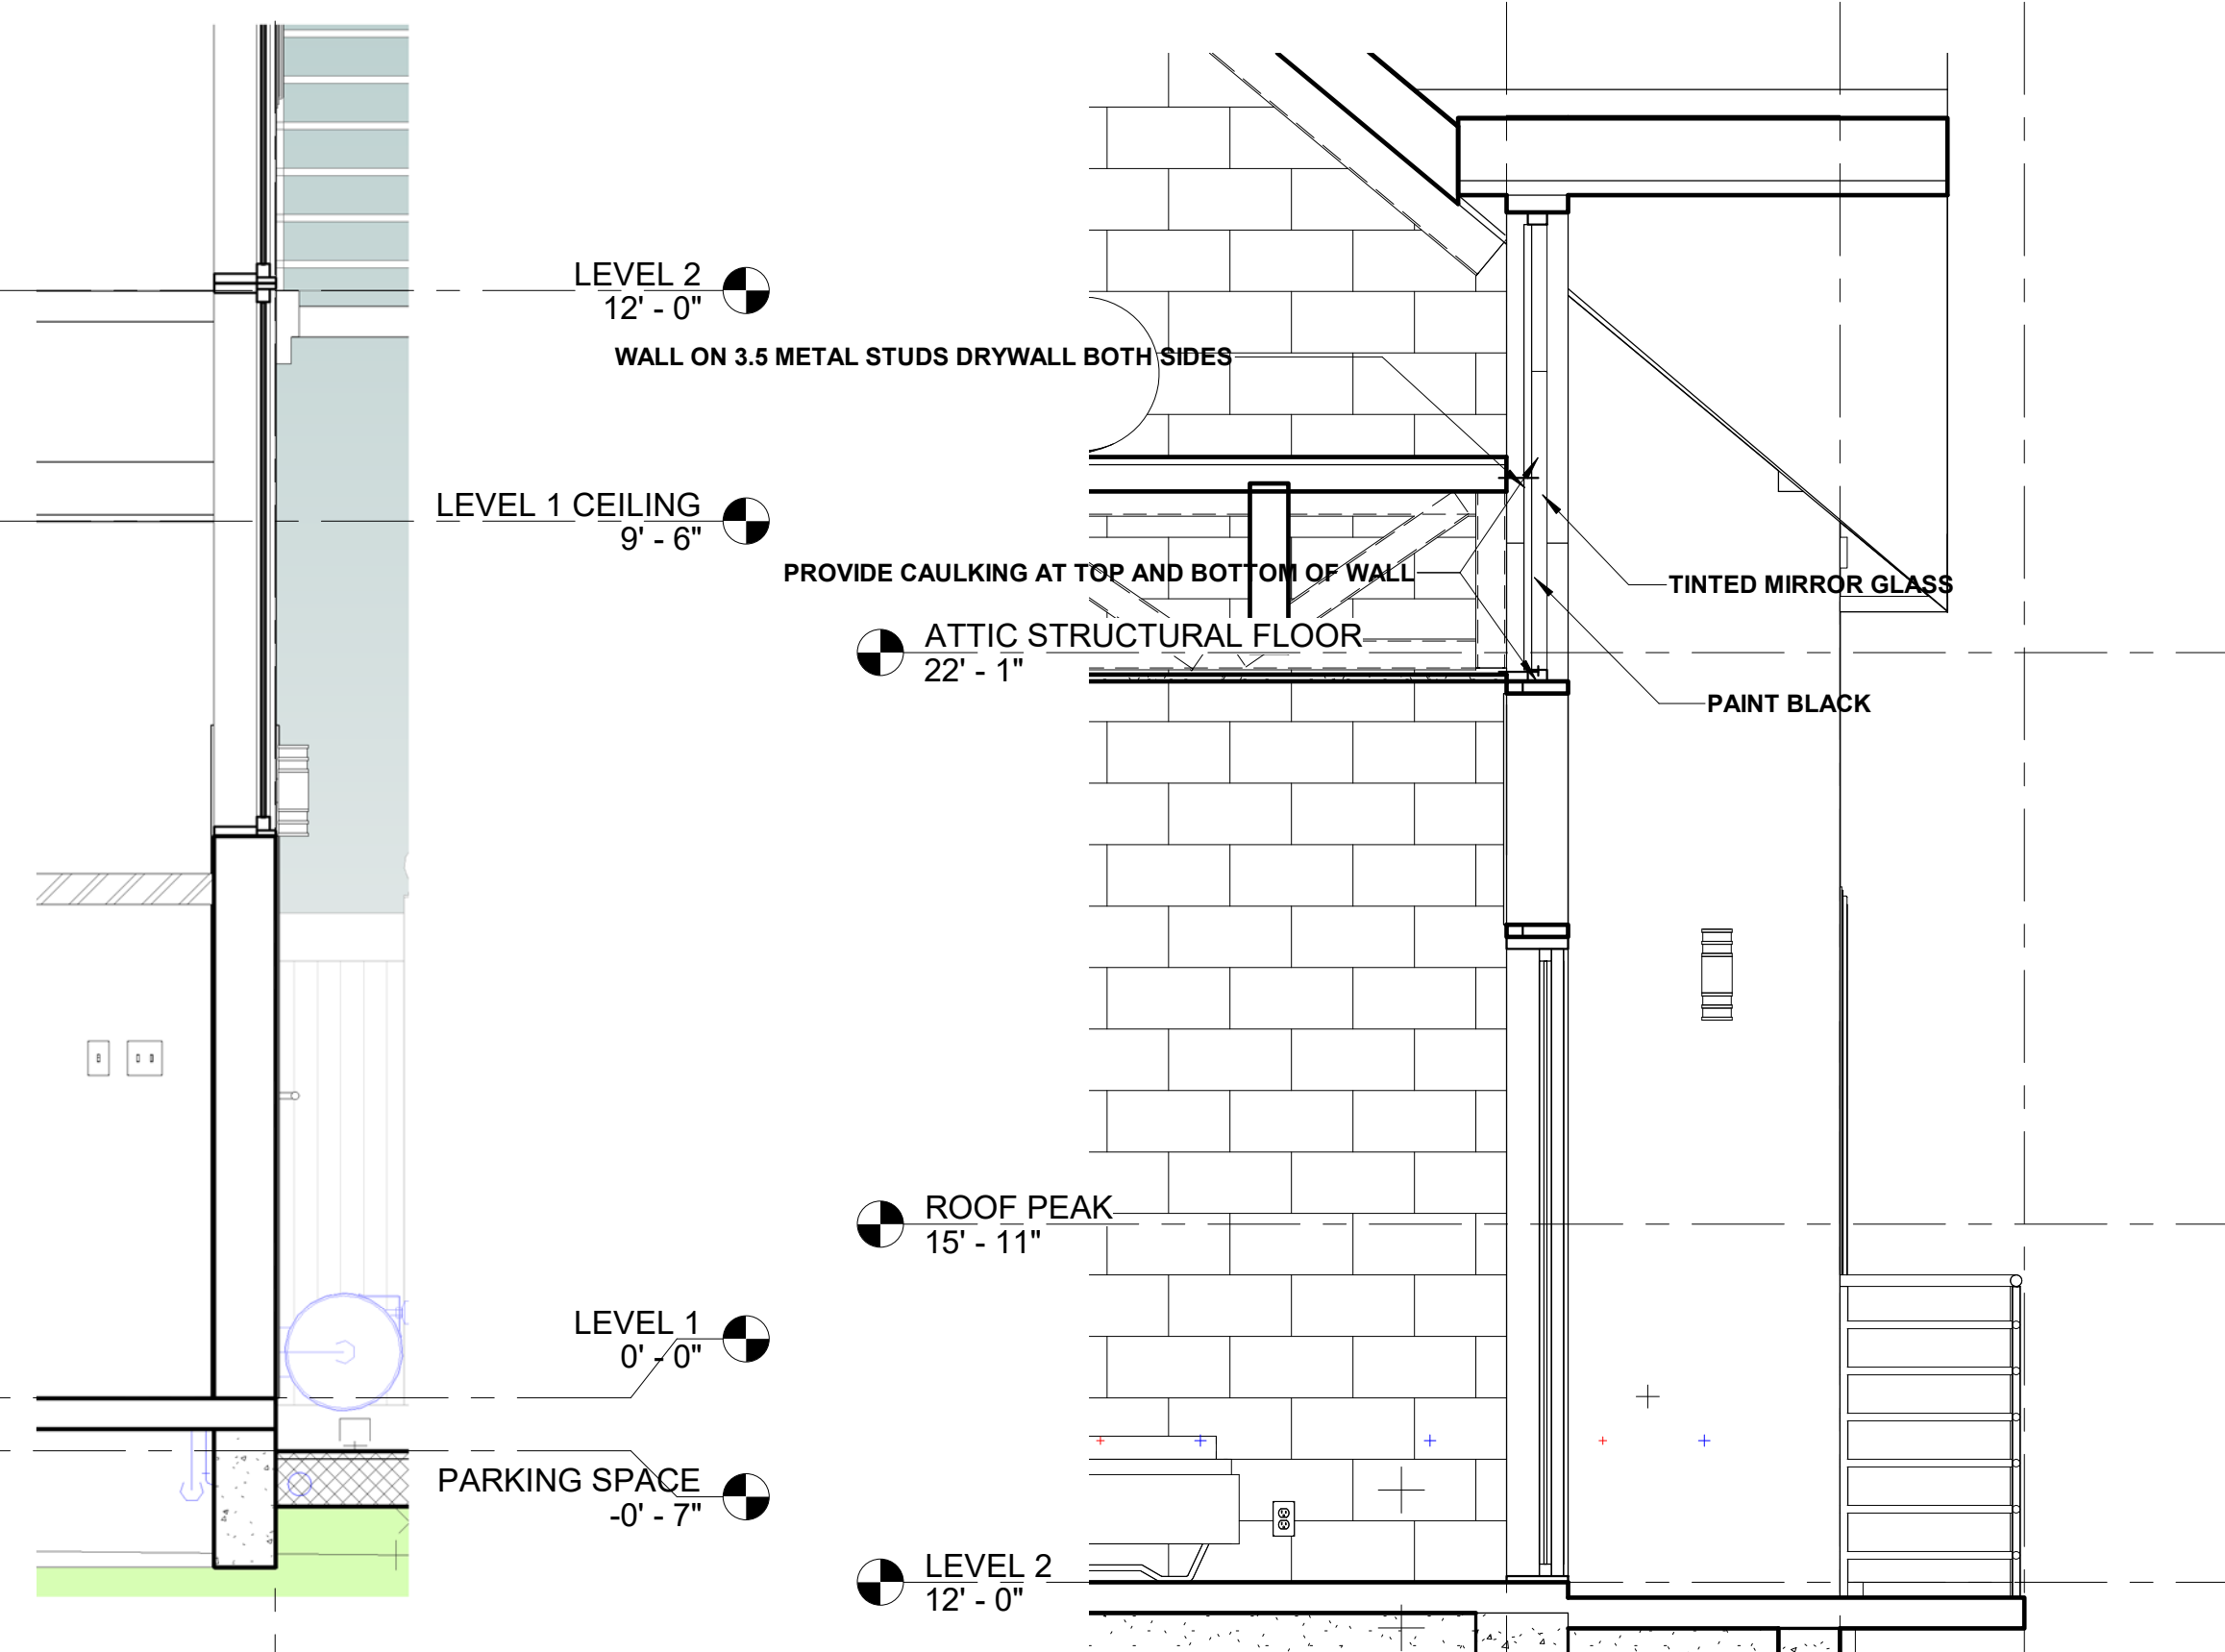 LEVEL 2
12' - 0"
WALL ON 3.5 METAL STUDS DRYWALL BOTH SIDES
LEVEL 1 CEILING
9' - 6"
PROVIDE CAULKING AT TOP AND BOTTOM OF WALL
TINTED MIRROR GLASS
ATTIC STRUCTURAL FLOOR
22' - 1"
PAINT BLACK
ROOF PEAK
15' - 11"
LEVEL 1
0' - 0"
PARKING SPACE
-0' - 7"
LEVEL 2
12' - 0"